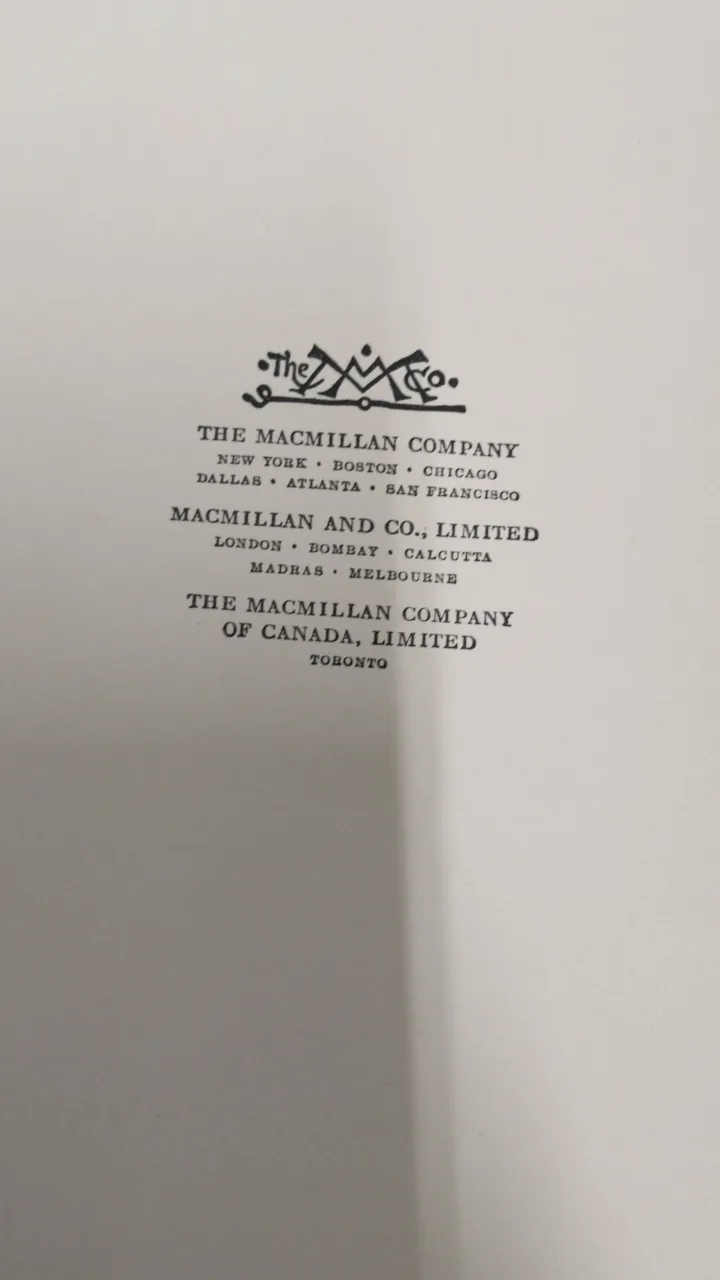 The MM Co.
THE MACMILLAN COMPANY
NEW YORK • BOSTON • CHICAGO
DALLAS • ATLANTA • SAN FRANCISCO
MACMILLAN AND CO., LIMITED
LONDON • BOMBAY • CALCUTTA
MADRAS • MELBOURNE
THE MACMILLAN COMPANY
OF CANADA, LIMITED
TORONTO